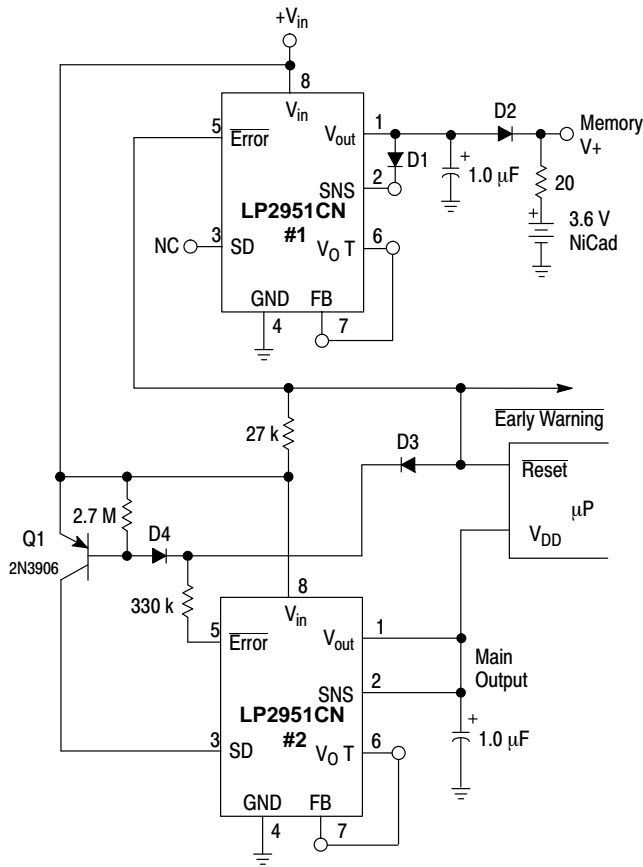 +Vin
8
Vin
5
Error
Vout
1
D2
Memory
V+
D1
1.0 µF
20
SNS
2
LP2951CN
#1
3.6 V
NiCad
NC
3
SD
VO T
6
GND
FB
4
7
Early Warning
27 k
D3
Reset
µP
VDD
2.7 M
D4
Q1
2N3906
330 k
8
Vin
5
Error
Vout
1
Main
Output
SNS
2
LP2951CN
#2
3
SD
VO T
6
1.0 µF
GND
FB
4
7